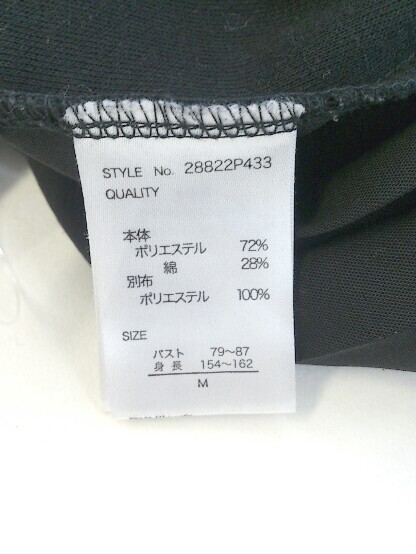 STYLE No. 28822P433
QUALITY
本体
ポリエステル 72%
綿 28%
別布
ポリエステル 100%
SIZE
バスト 79～87
身長 154～162
M